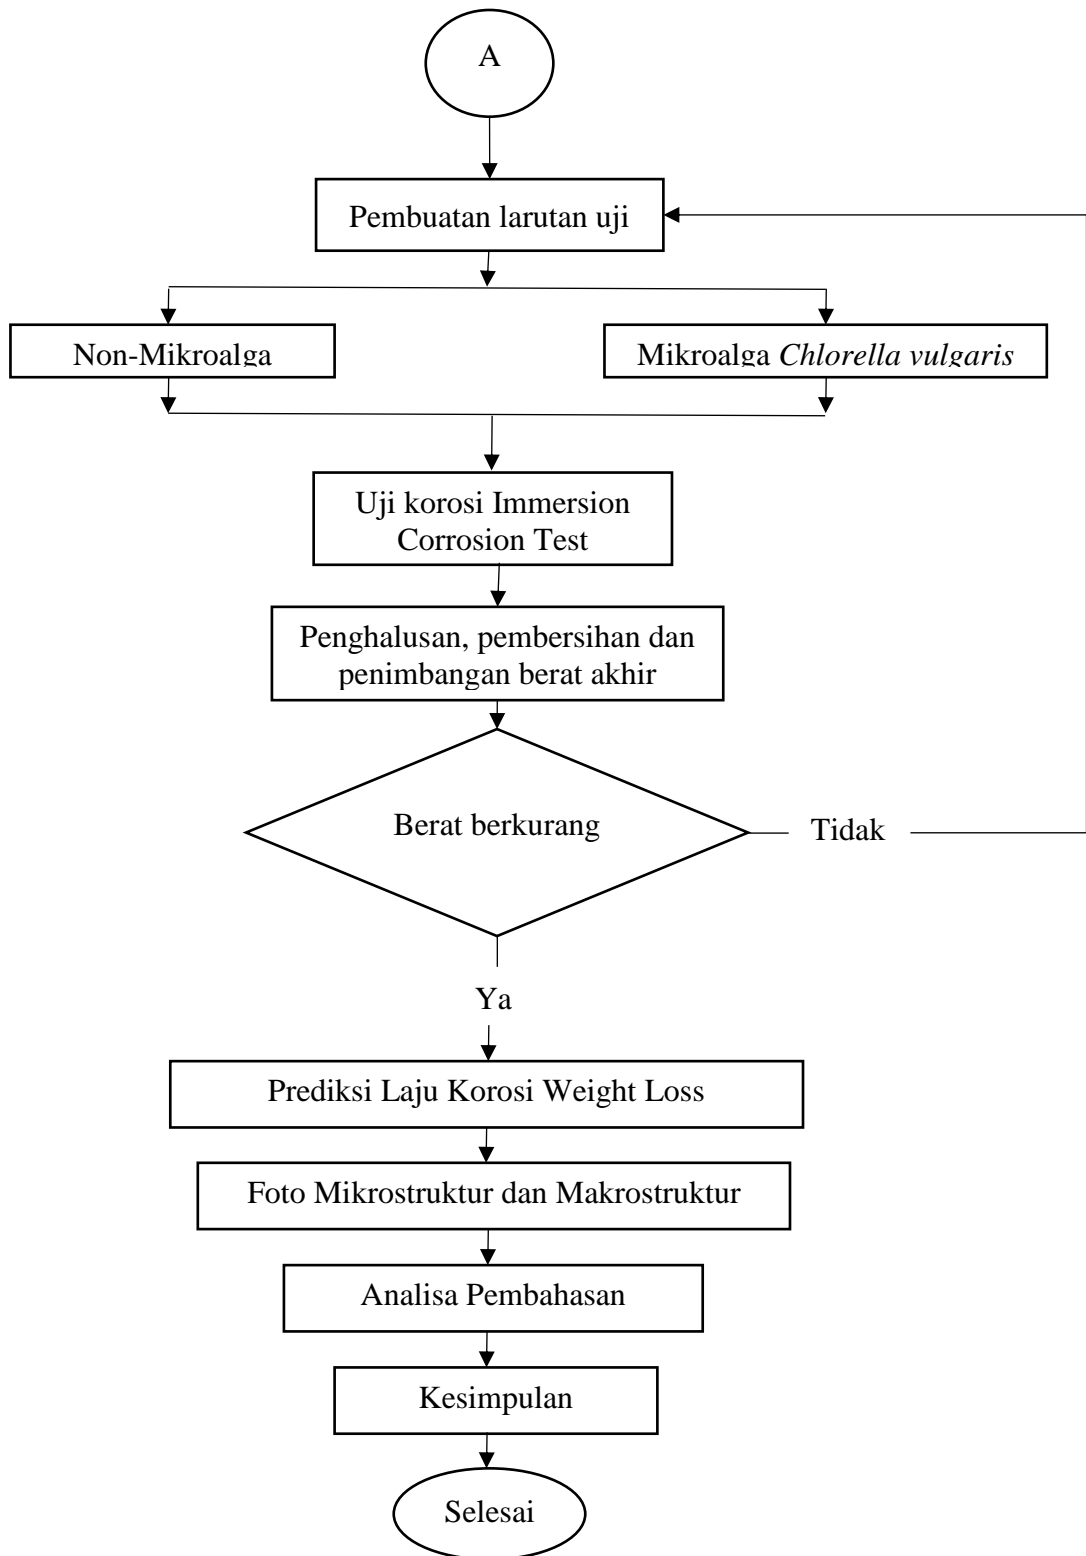 A
Pembuatan larutan uji
Non-Mikroalga
Mikroalga Chlorella vulgaris
Uji korosi Immersion
Corrosion Test
Penghalusan, pembersihan dan
penimbangan berat akhir
Berat berkurang
Tidak
Ya
Prediksi Laju Korosi Weight Loss
Foto Mikrostruktur dan Makrostruktur
Analisa Pembahasan
Kesimpulan
Selesai